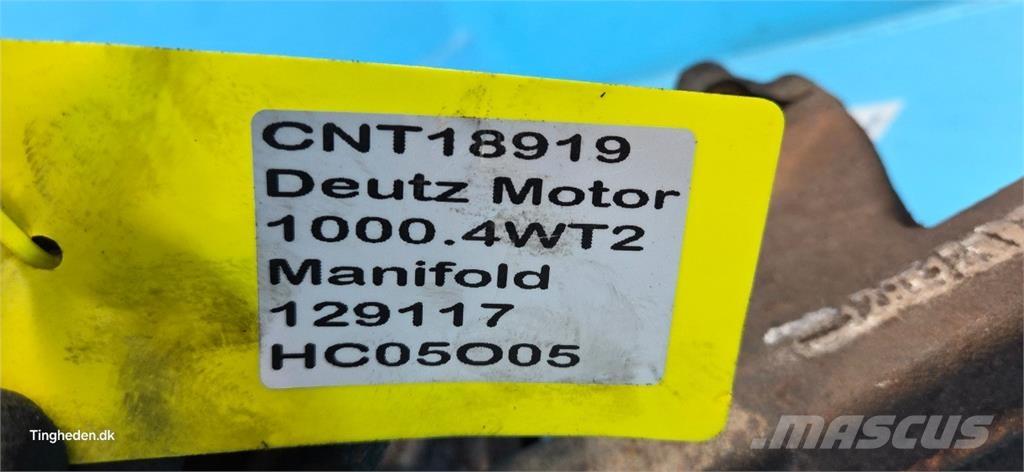 CNT18919
Deutz Motor
1000.4WT2
Manifold
129117
HC05O05
Tingheden.dk
MASCUS